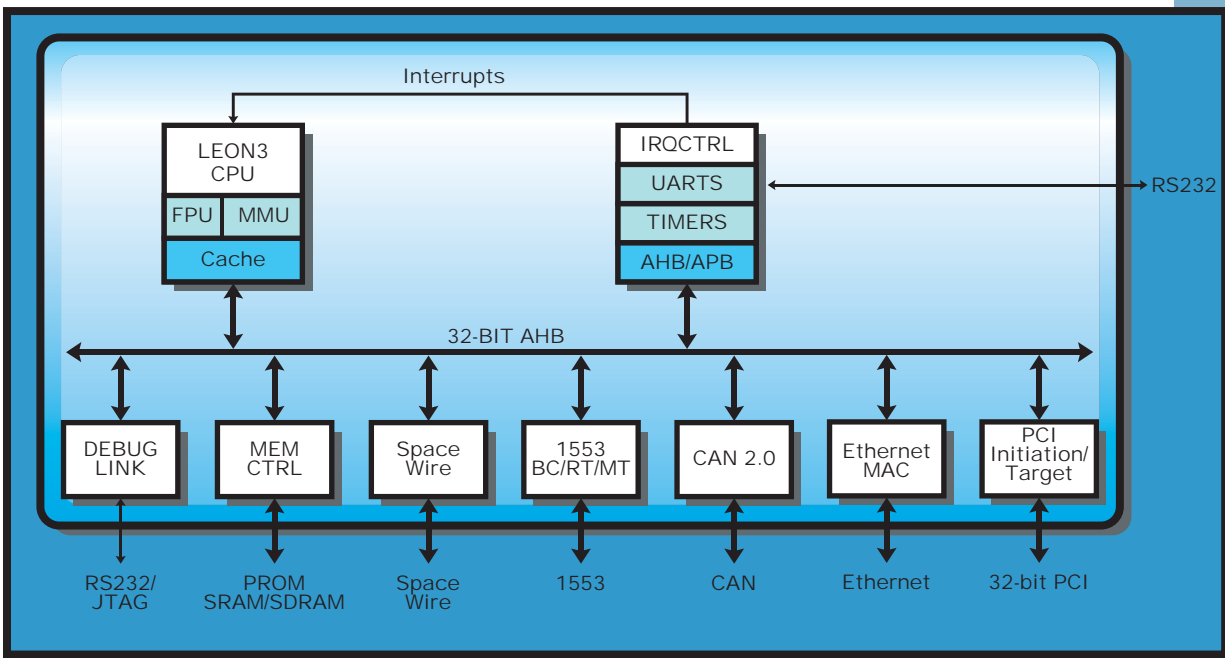 Interrupts
LEON3
CPU
FPU
MMU
Cache
IRQCTRL
UARTS
TIMERS
AHB/APB
RS232
32-BIT AHB
DEBUG
LINK
MEM
CTRL
Space
Wire
1553
BC/RT/MT
CAN 2.0
Ethernet
MAC
PCI
Initiation/
Target
RS232/
JTAG
PROM
SRAM/SDRAM
Space
Wire
1553
CAN
Ethernet
32-bit PCI